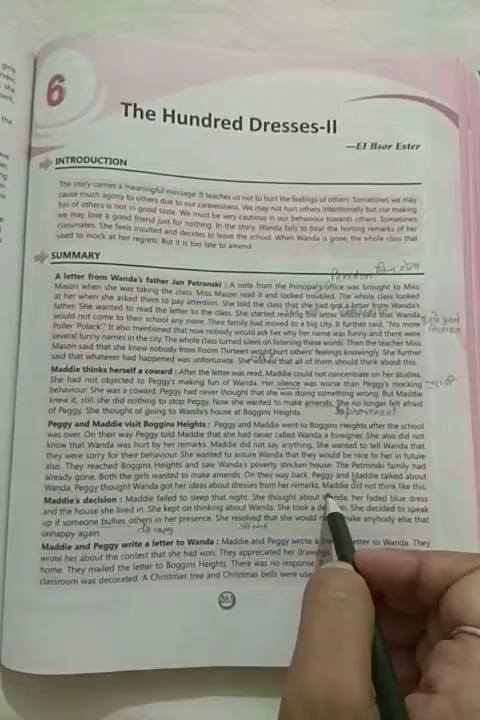 6
The Hundred Dresses-II
—El Bsor Ester
INTRODUCTION
The story carries a meaningful message. It teaches us not to hurt the feelings of others. Sometimes we may
cause much agony to others due to our carelessness. We may not hurt others intentionally but our making
fun of others is not in good taste. We must be very cautious in our behaviour towards others. Sometimes
we may lose a good friend just for nothing. In the story, Wanda fails to bear the hurting remarks of her
classmates. She feels insulted and decides to leave the school. When Wanda is gone, the whole class that
used to mock at her regrets. But it is too late to amend.
SUMMARY
A letter from Wanda's father Jan Petronski : A note from the Principal's office was brought to Miss
Mason when she was taking the class. Miss Mason read it and looked troubled. The whole class looked
at her when she asked them to pay attention. She told the class that she had got a letter from Wanda's
father. She wanted to read the letter to the class. She started reading the letter which said that Wanda
would not come to their school any more. Their family had moved to a big city. It further said, "No more
Poller 'Polack'." It also mentioned that now nobody would ask her why her name was funny and there were
several funny names in the city. The whole class turned silent on listening these words. Then the teacher Miss
Mason said that she knew nobody from Room Thirteen would hurt others' feelings knowingly. She further
said that whatever had happened was unfortunate. She wished that all of them should think about this.
Maddie thinks herself a coward : After the letter was read, Maddie could not concentrate on her studies.
She had not objected to Peggy's making fun of Wanda. Her silence was worse than Peggy's mocking
behaviour. She was a coward. Peggy had never thought that she was doing something wrong. But Maddie
knew it, still she did nothing to stop Peggy. Now she wanted to make amends. She no longer felt afraid
of Peggy. She thought of going to Wanda's house at Boggins Heights. Improvement
Peggy and Maddie visit Boggins Heights : Peggy and Maddie went to Boggins Heights after the school
was over. On their way Peggy told Maddie that she had never called Wanda a foreigner. She also did not
know that Wanda was hurt by her remarks. Maddie did not say anything. She wanted to tell Wanda that
they were sorry for their behaviour. She wanted to assure Wanda that they would be nice to her in future
also. They reached Boggins Heights and saw Wanda's poverty stricken house. The Petronski family had
already gone. Both the girls wanted to make amends. On their way back, Peggy and Maddie talked about
Wanda. Peggy thought Wanda got her ideas about dresses from her remarks. Maddie did not think like this.
Maddie's decision : Maddie failed to sleep that night. She thought about Wanda, her faded blue dress
and the house she lived in. She kept on thinking about Wanda. She took a decision. She decided to speak
up if someone bullies others in her presence. She resolved that she would not make anybody else that
unhappy again.
Maddie and Peggy write a letter to Wanda : Maddie and Peggy wrote a letter to Wanda. They
wrote her about the contest that she had won. They appreciated her drawings
home. They mailed the letter to Boggins Heights. There was no response.
classroom was decorated. A Christmas tree and Christmas bells were
263